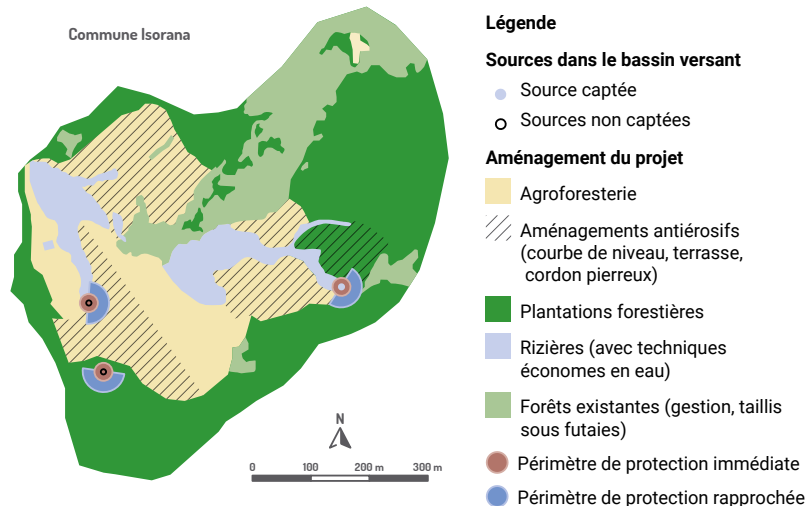 Commune Isorana
N
0 100 200 m 300 m
Légende
Sources dans le bassin versant
Source captée
Sources non captées
Aménagement du projet
Agroforesterie
Aménagements antiérosifs
(courbe de niveau, terrasse,
cordon pierreux)
Plantations forestières
Rizières (avec techniques
économes en eau)
Forêts existantes (gestion, taillis
sous futaies)
Périmètre de protection immédiate
Périmètre de protection rapprochée